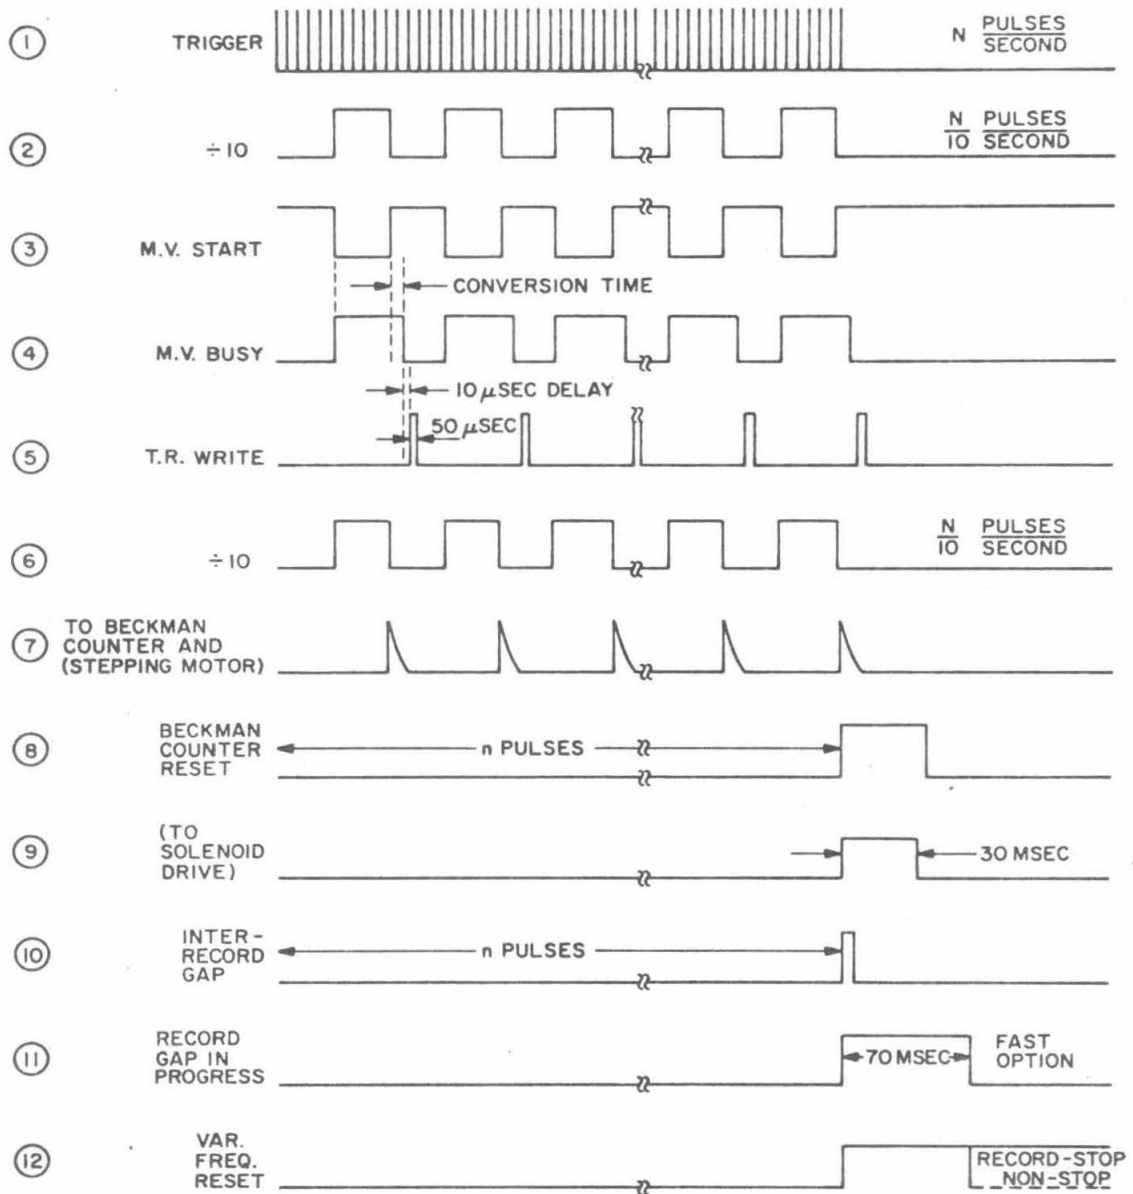 1 TRIGGER N PULSES
SECOND
2 ÷10 N PULSES
10 SECOND
3 M.V. START
CONVERSION TIME
4 M.V. BUSY
10 μSEC DELAY
50 μSEC
5 T.R. WRITE
6 ÷10 N PULSES
10 SECOND
7 TO BECKMAN
COUNTER AND
(STEPPING MOTOR)
8 BECKMAN
COUNTER
RESET
n PULSES
9 (TO
SOLENOID
DRIVE)
30 MSEC
10 INTER-
RECORD
GAP
n PULSES
11 RECORD
GAP IN
PROGRESS
70 MSEC
FAST
OPTION
12 VAR.
FREQ.
RESET
RECORD-STOP
NON-STOP